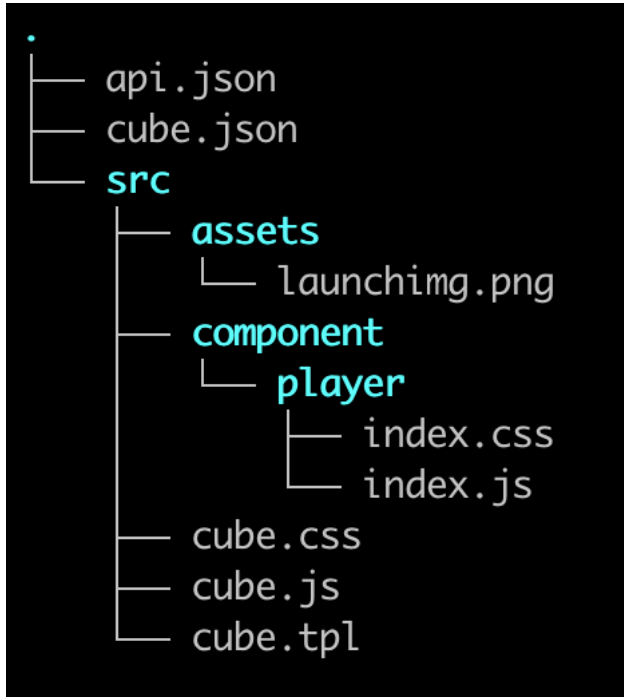 .
├── api.json
├── cube.json
└── src
    ├── assets
    │   └── launchimg.png
    ├── component
    │   └── player
    │       ├── index.css
    │       └── index.js
    ├── cube.css
    ├── cube.js
    └── cube.tpl